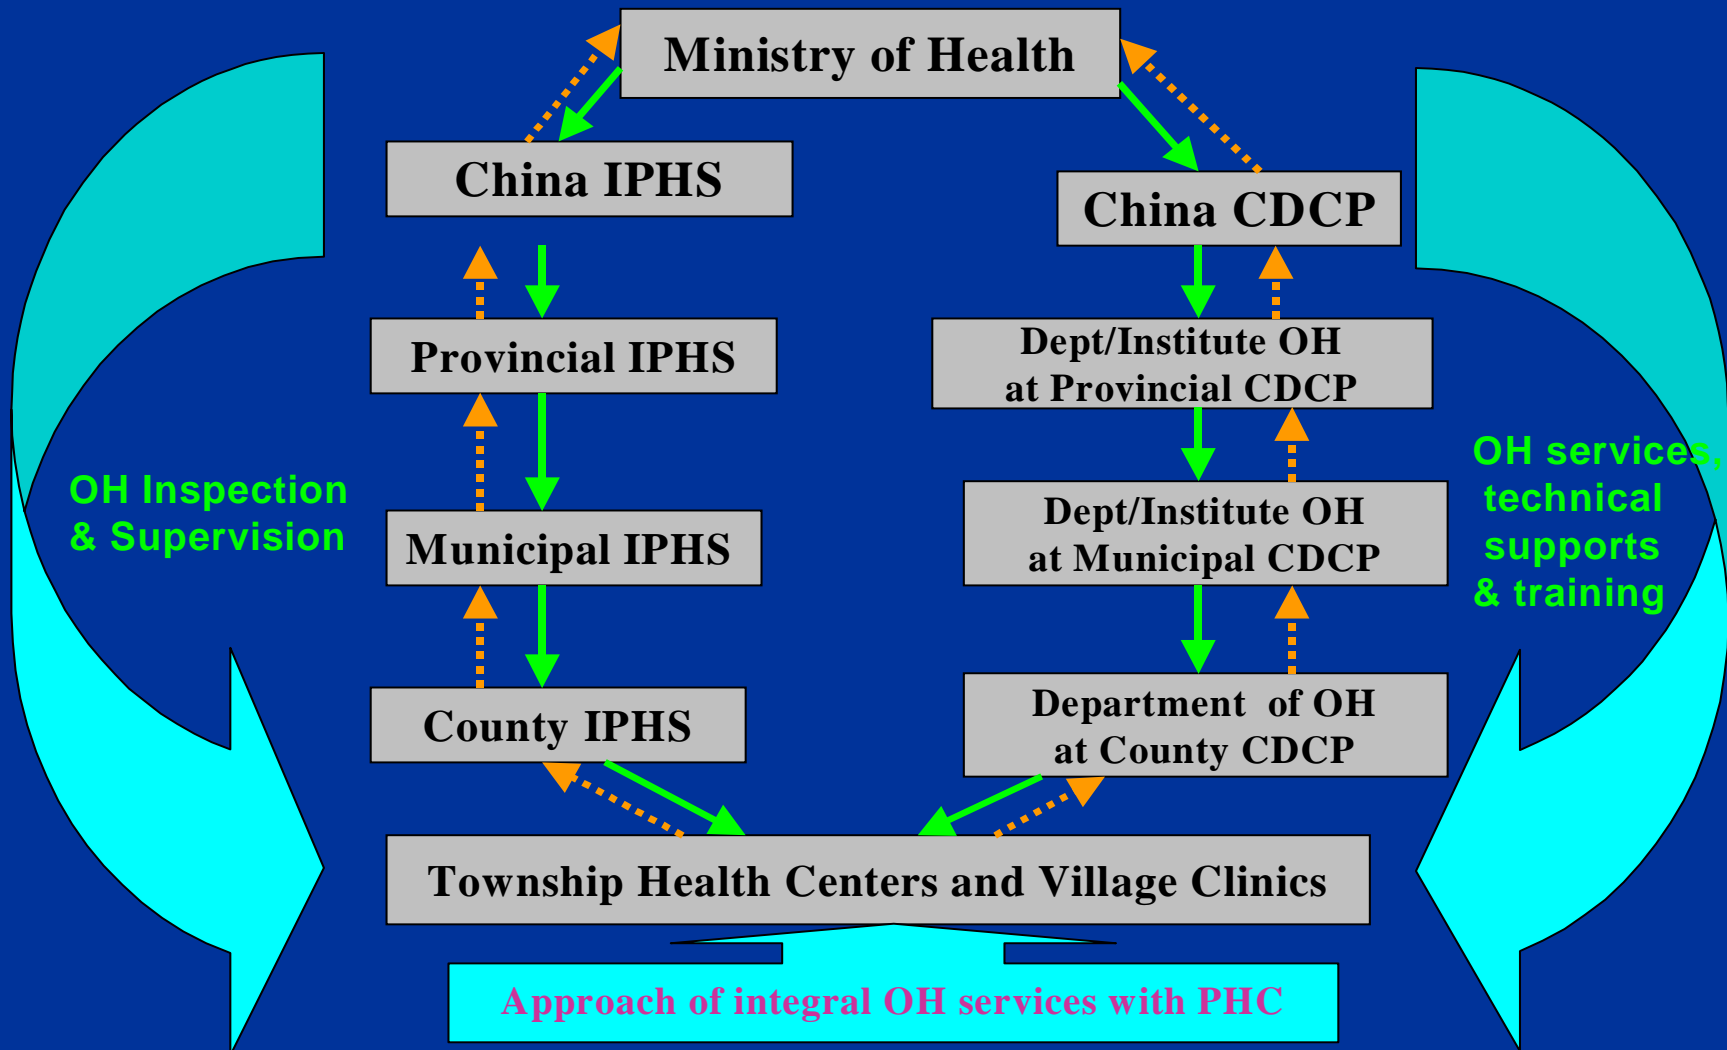 Ministry of Health
China IPHS
China CDCP
Provincial IPHS
Dept/Institute OH
at Provincial CDCP
OH Inspection
& Supervision
Municipal IPHS
Dept/Institute OH
at Municipal CDCP
OH services,
technical
supports
& training
County IPHS
Department of OH
at County CDCP
Township Health Centers and Village Clinics
Approach of integral OH services with PHC